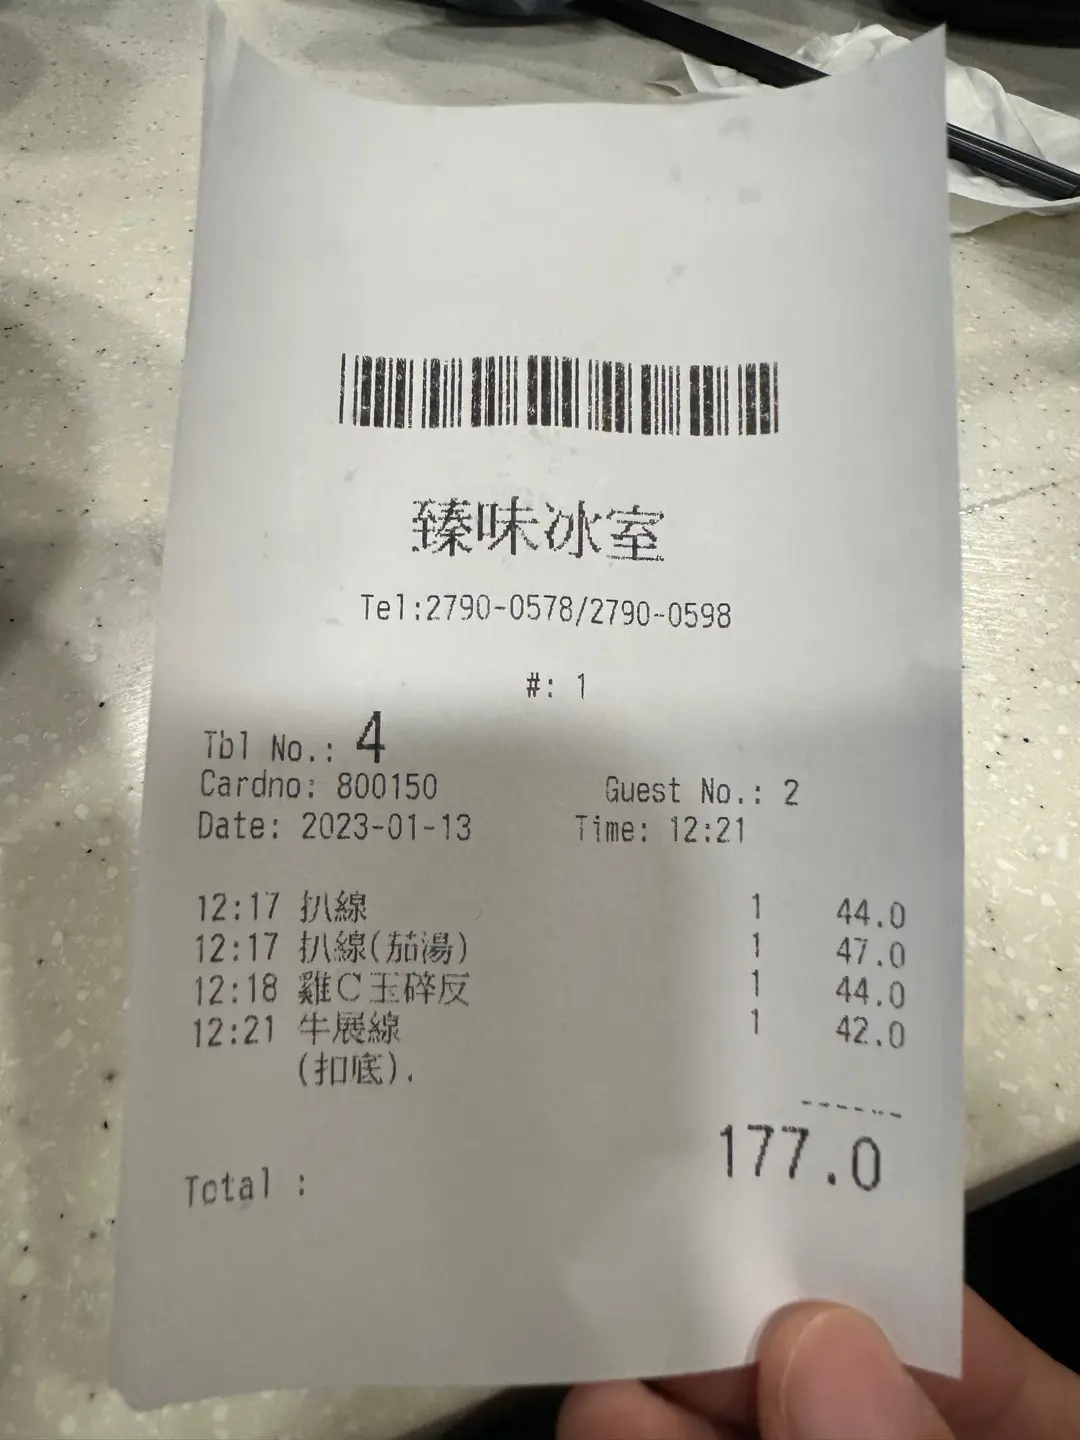 臻味冰室
Tel:2790-0578/2790-0598
#: 1
Tbl No.: 4
Cardno: 800150 Guest No.: 2
Date: 2023-01-13 Time: 12:21
12:17 扒線 1 44.0
12:17 扒線(茄湯) 1 47.0
12:18 雞C玉碎反 1 44.0
12:21 牛展線 1 42.0
(扣底).
------
Total : 177.0